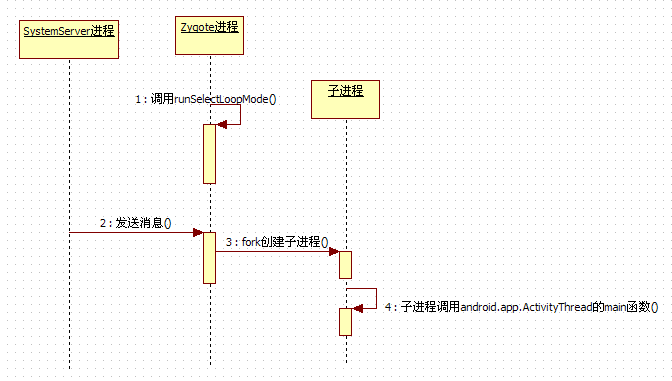 SystemServer进程
Zygote进程
子进程
1 : 调用runSelectLoopMode()
2 : 发送消息()
3 : fork创建子进程()
4 : 子进程调用android.app.ActivityThread的main函数()